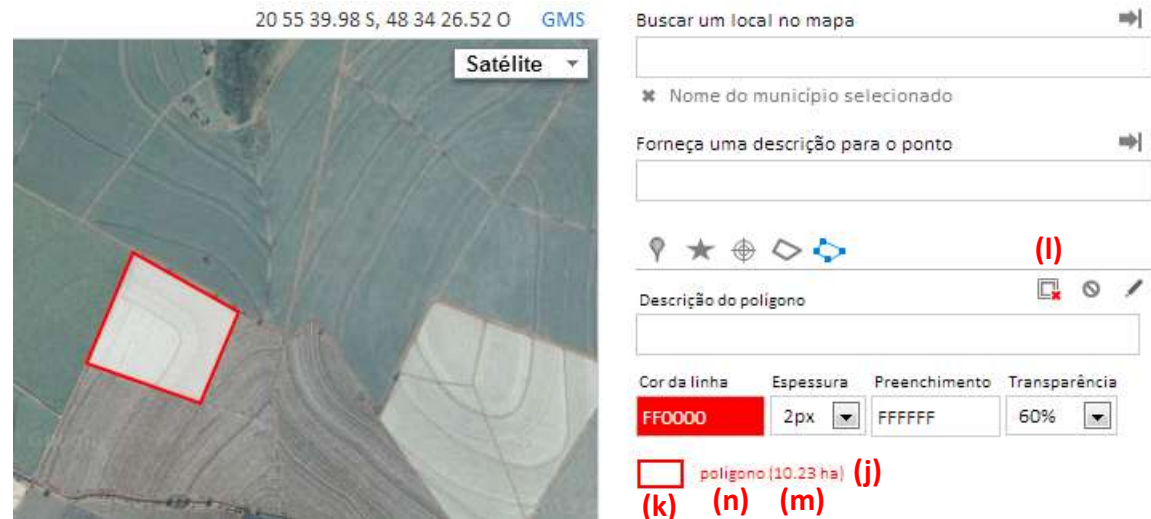 20 55 39.98 S, 48 34 26.52 O GMS
Satélite
Buscar um local no mapa
Nome do município selecionado
Forneça uma descrição para o ponto
(l)
Descrição do polígono
Cor da linha Espessura Preenchimento Transparência
FF0000 2px FFFFFF 60%
polígono (10.23 ha) (j)
(k) (n) (m)